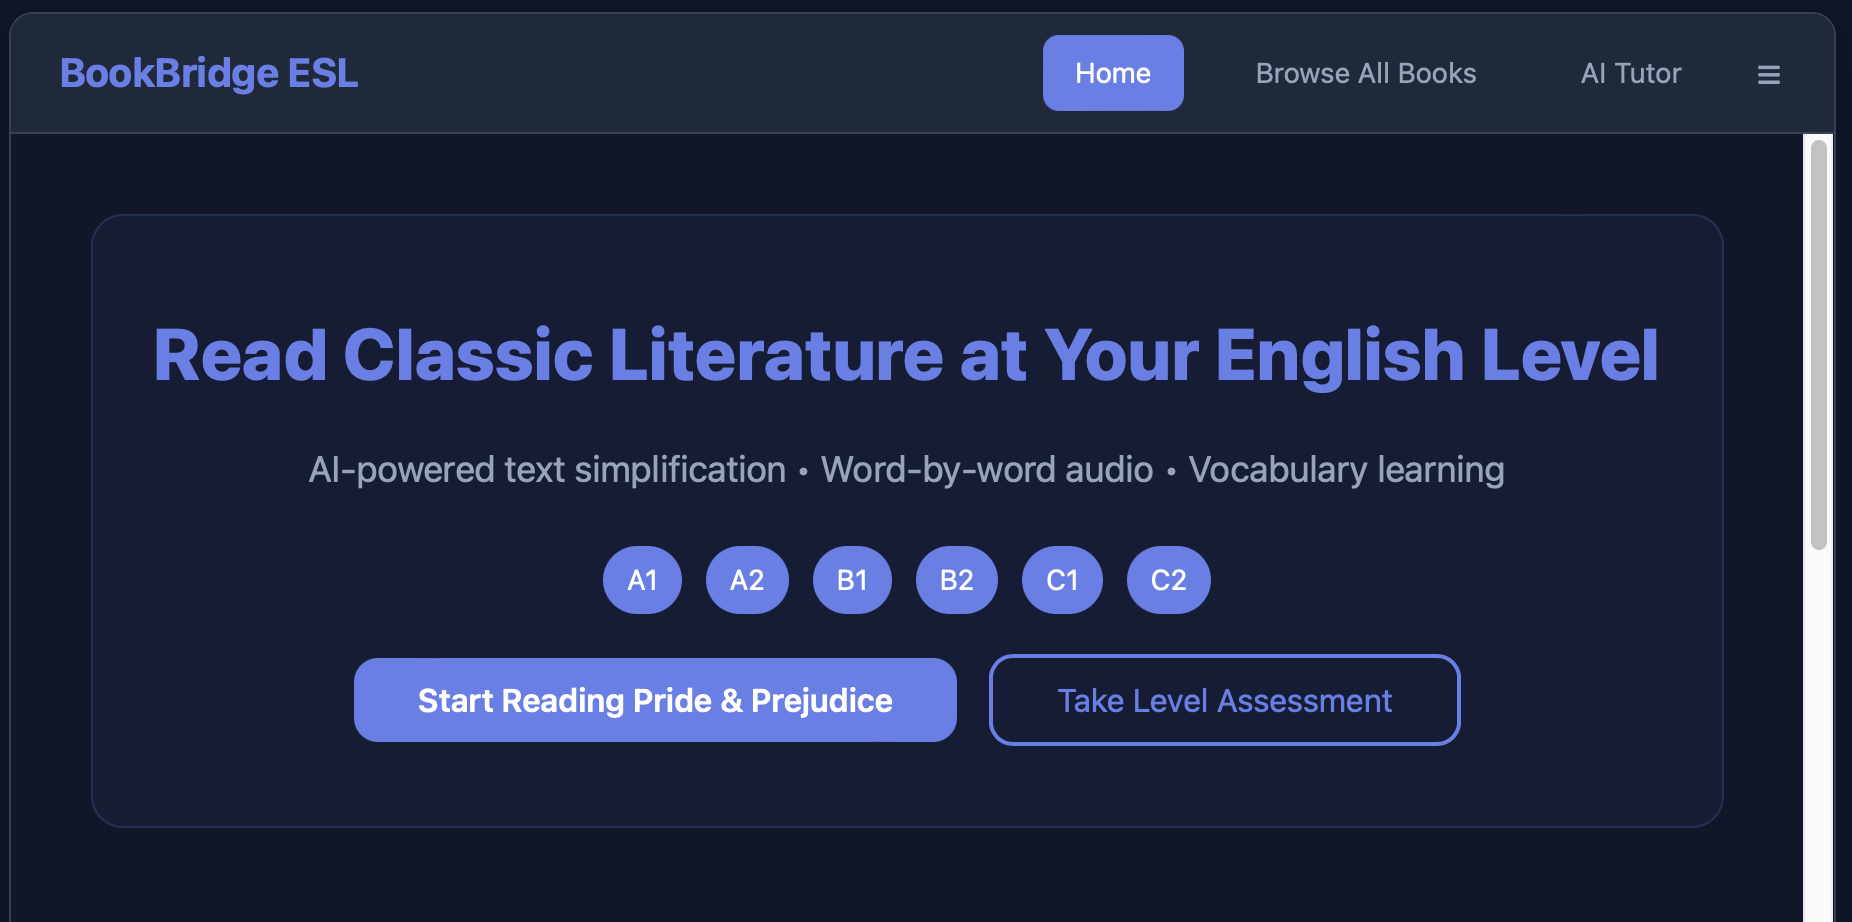 BookBridge ESL
Home
Browse All Books
AI Tutor
Read Classic Literature at Your English Level
AI-powered text simplification • Word-by-word audio • Vocabulary learning
A1 A2 B1 B2 C1 C2
Start Reading Pride & Prejudice
Take Level Assessment